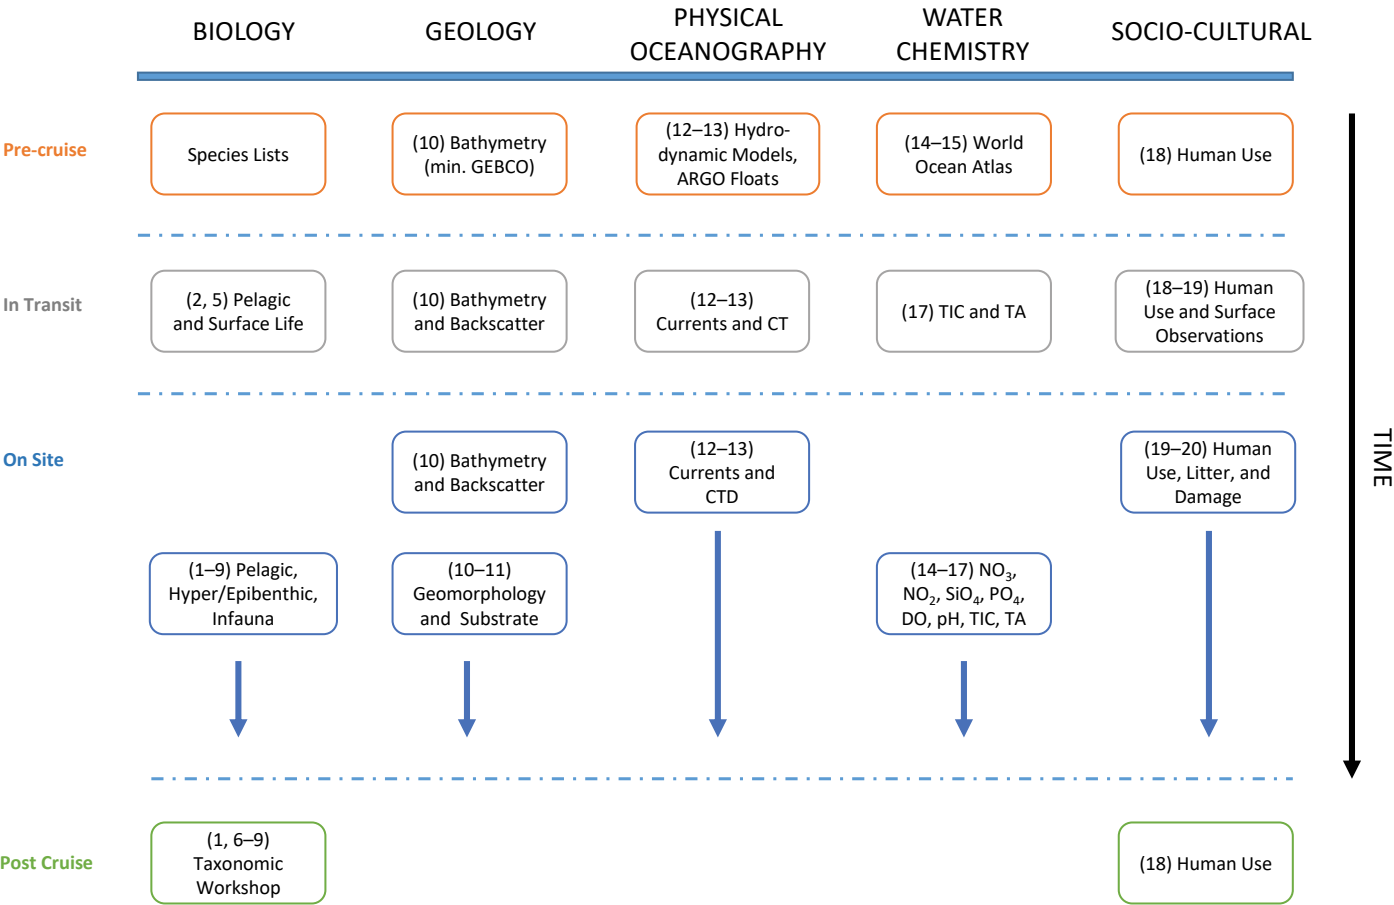 BIOLOGY
GEOLOGY
PHYSICAL
OCEANOGRAPHY
WATER
CHEMISTRY
SOCIO-CULTURAL
Pre-cruise
Species Lists
(10) Bathymetry
(min. GEBCO)
(12–13) Hydro-
dynamic Models,
ARGO Floats
(14–15) World
Ocean Atlas
(18) Human Use
In Transit
(2, 5) Pelagic
and Surface Life
(10) Bathymetry
and Backscatter
(12–13)
Currents and CT
(17) TIC and TA
(18–19) Human
Use and Surface
Observations
On Site
(10) Bathymetry
and Backscatter
(12–13)
Currents and
CTD
(19–20) Human
Use, Litter, and
Damage
TIME
(1–9) Pelagic,
Hyper/Epibenthic,
Infauna
(10–11)
Geomorphology
and Substrate
(14–17) NO₃,
NO₂, SiO₄, PO₄,
DO, pH, TIC, TA
Post Cruise
(1, 6–9)
Taxonomic
Workshop
(18) Human Use